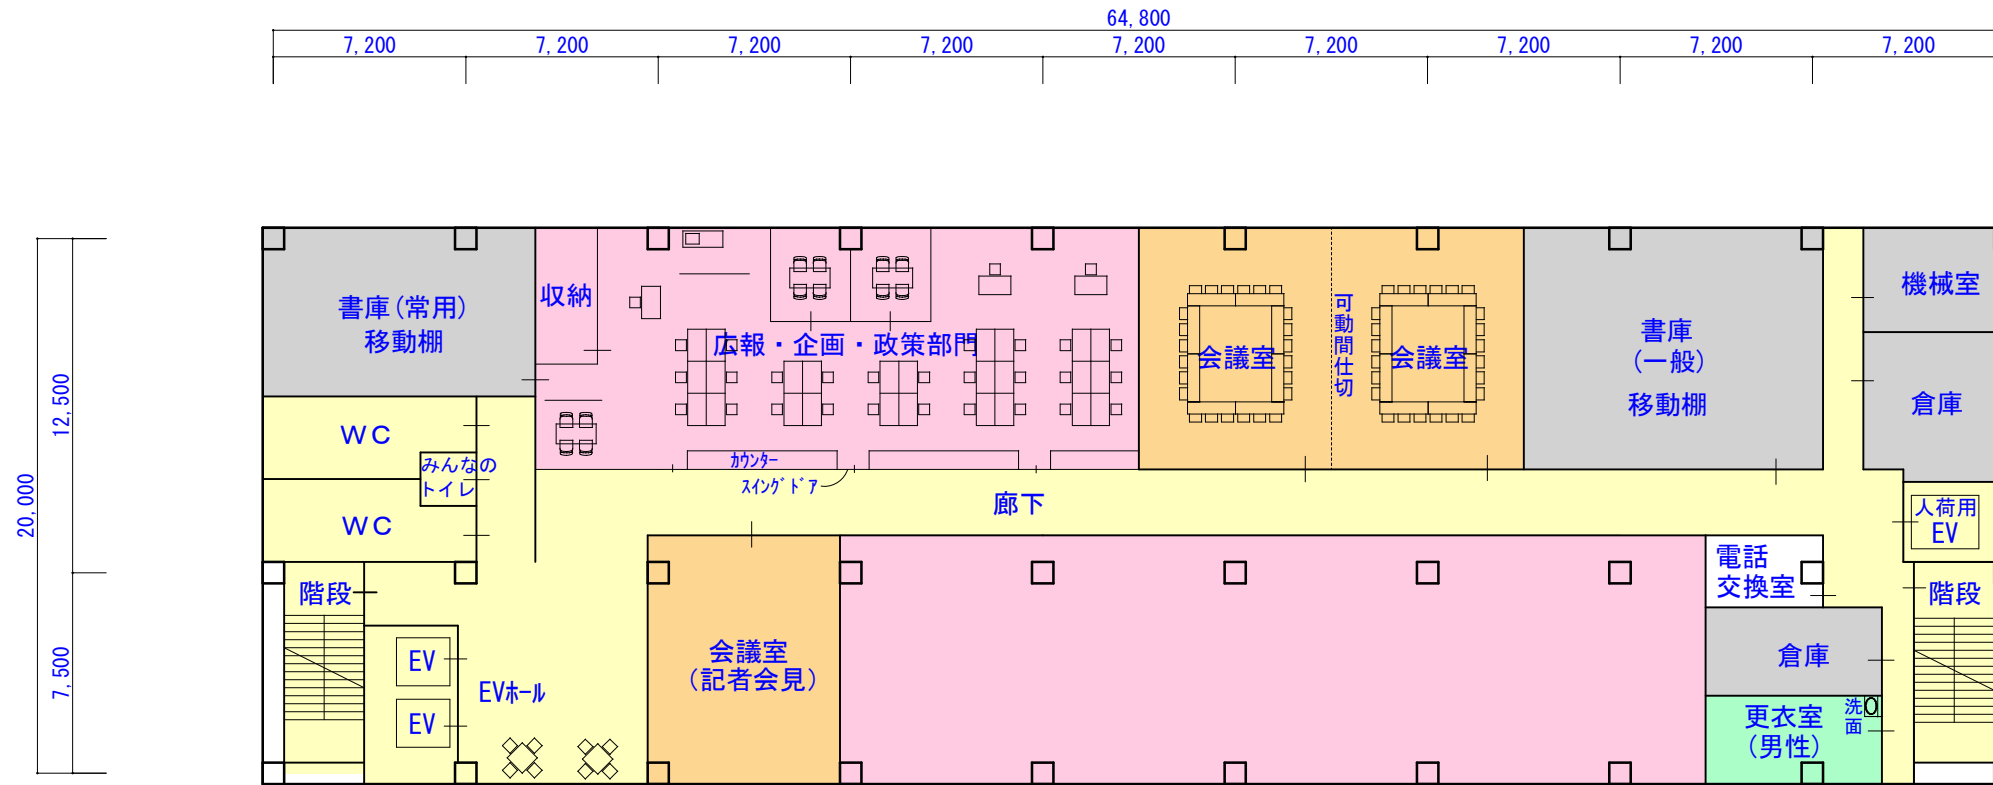 64,800
7,200 7,200 7,200 7,200 7,200 7,200 7,200 7,200 7,200
20,000
12,500
7,500
書庫(常用)
移動棚
収納
広報・企画・政策部門
会議室
可動間仕切
会議室
書庫
(一般)
移動棚
機械室
倉庫
WC
みんなの
トイレ
WC
カウンター
スイングドア
廊下
人荷用
EV
階段
EV
EV
EVホール
会議室
(記者会見)
電話
交換室
倉庫
更衣室
(男性)
洗面
階段